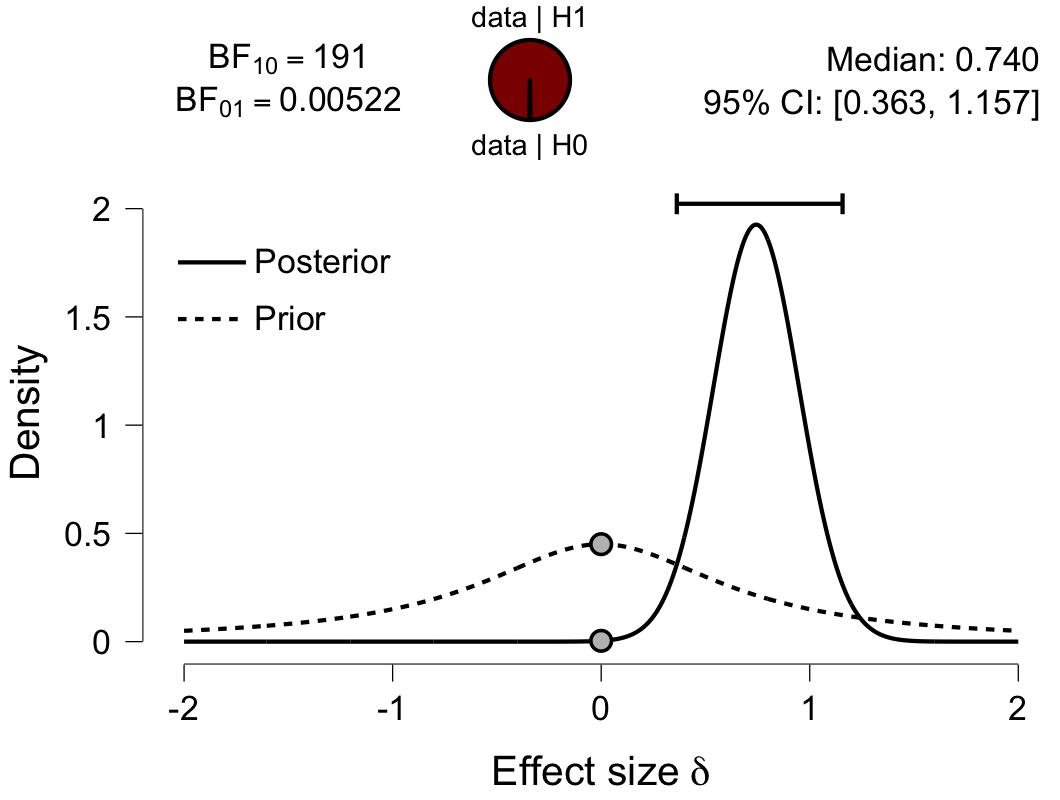 data | H1
BF10 = 191
BF01 = 0.00522
data | H0
Median: 0.740
95% CI: [0.363, 1.157]
Posterior
Prior
Density
2
1.5
1
0.5
0
-2
-1
0
1
2
Effect size δ